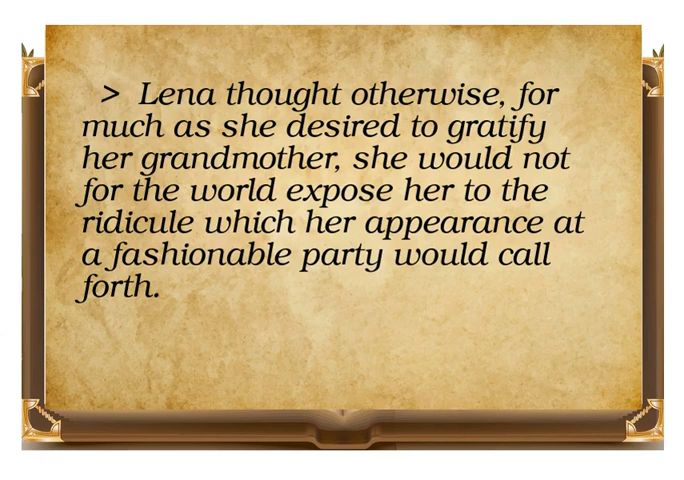 > Lena thought otherwise, for
much as she desired to gratify
her grandmother, she would not
for the world expose her to the
ridicule which her appearance at
a fashionable party would call
forth.